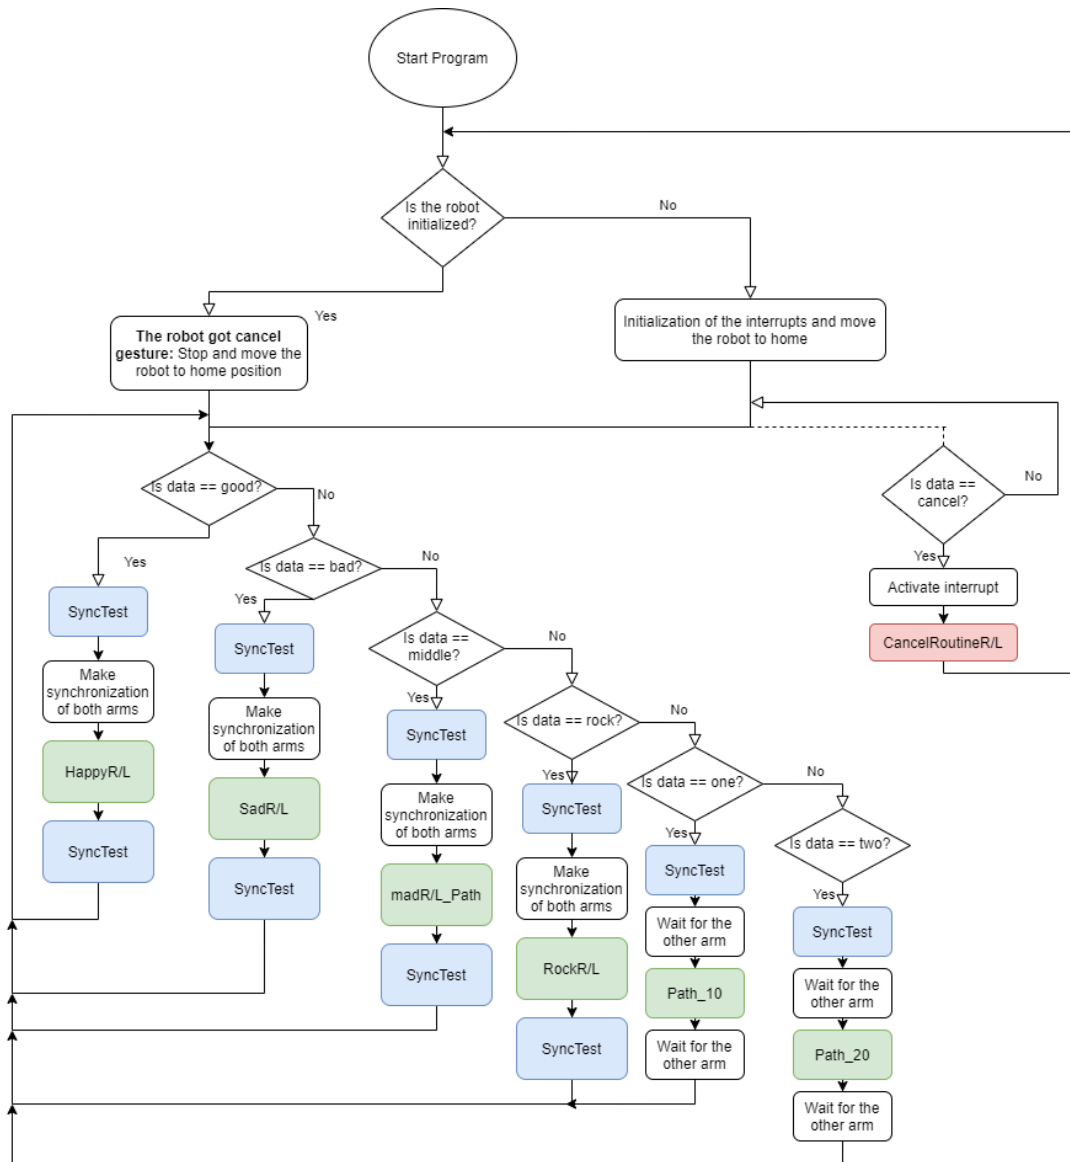 Start Program
Is the robot
initialized?
No
Yes
The robot got cancel
gesture: Stop and move the
robot to home position
Initialization of the interrupts and move
the robot to home
Is data == good?
No
Yes
Is data ==
cancel?
No
Yes
Activate interrupt
CancelRoutineR/L
SyncTest
Make
synchronization
of both arms
HappyR/L
SyncTest
Is data == bad?
No
Yes
SyncTest
Make
synchronization
of both arms
SadR/L
SyncTest
Is data ==
middle?
No
Yes
SyncTest
Make
synchronization
of both arms
madR/L_Path
SyncTest
Is data == rock?
No
Yes
SyncTest
Make
synchronization
of both arms
RockR/L
SyncTest
Is data == one?
No
Yes
SyncTest
Wait for the
other arm
Path_10
Wait for the
other arm
Is data == two?
Yes
SyncTest
Wait for the
other arm
Path_20
Wait for the
other arm